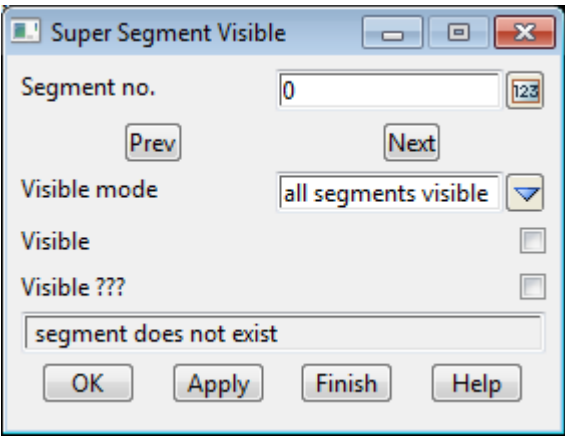 Super Segment Visible
Segment no. 0 123
Prev Next
Visible mode all segments visible
Visible
Visible ???
segment does not exist
OK Apply Finish Help